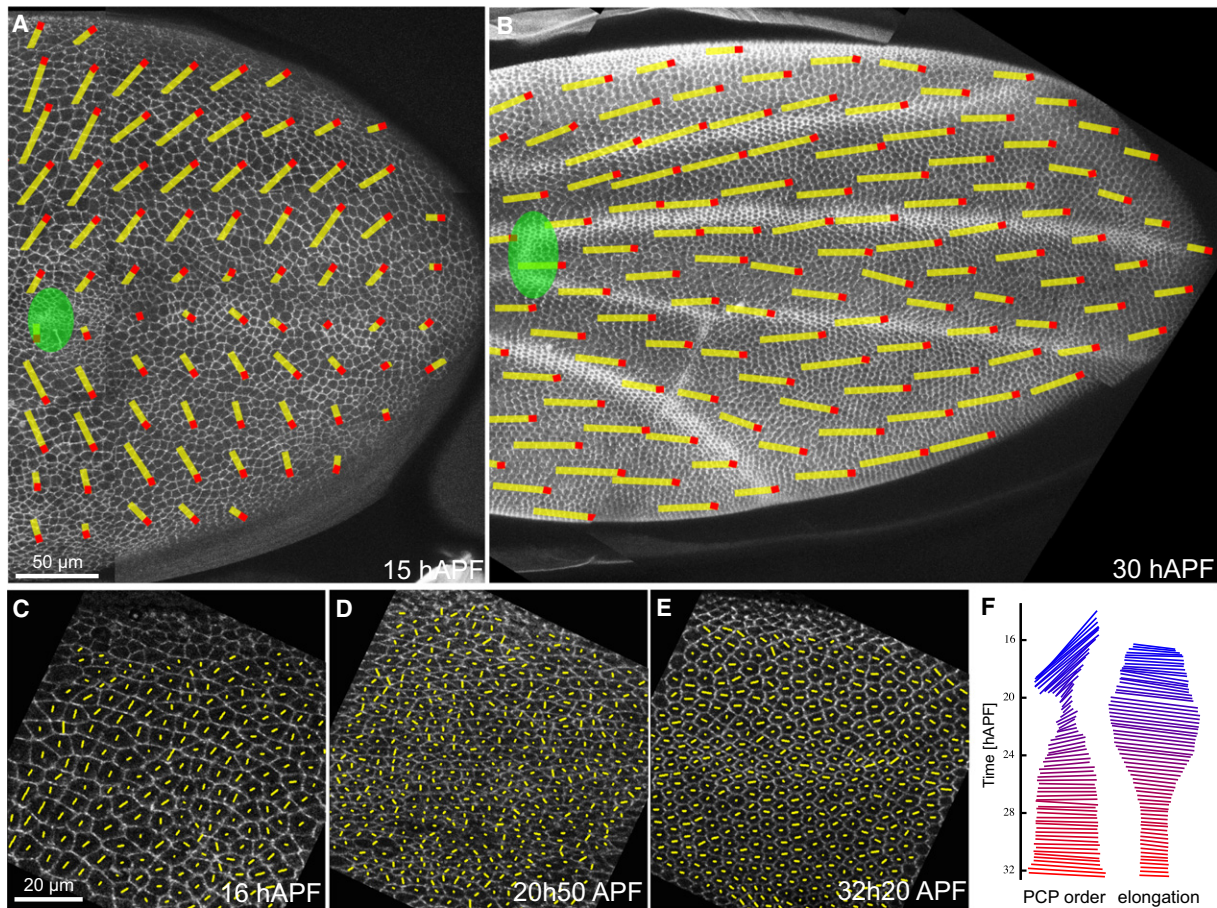 A
B
50 µm
15 hAPF
30 hAPF
C
D
E
F
20 µm
16 hAPF
20h50 APF
32h20 APF
Time [hAPF]
16
20
24
28
32
PCP order
elongation